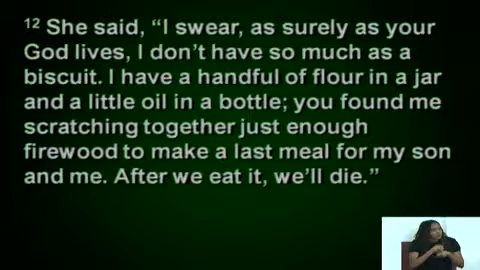 12 She said, “I swear, as surely as your
God lives, I don’t have so much as a
biscuit. I have a handful of flour in a jar
and a little oil in a bottle; you found me
scratching together just enough
firewood to make a last meal for my son
and me. After we eat it, we’ll die.”